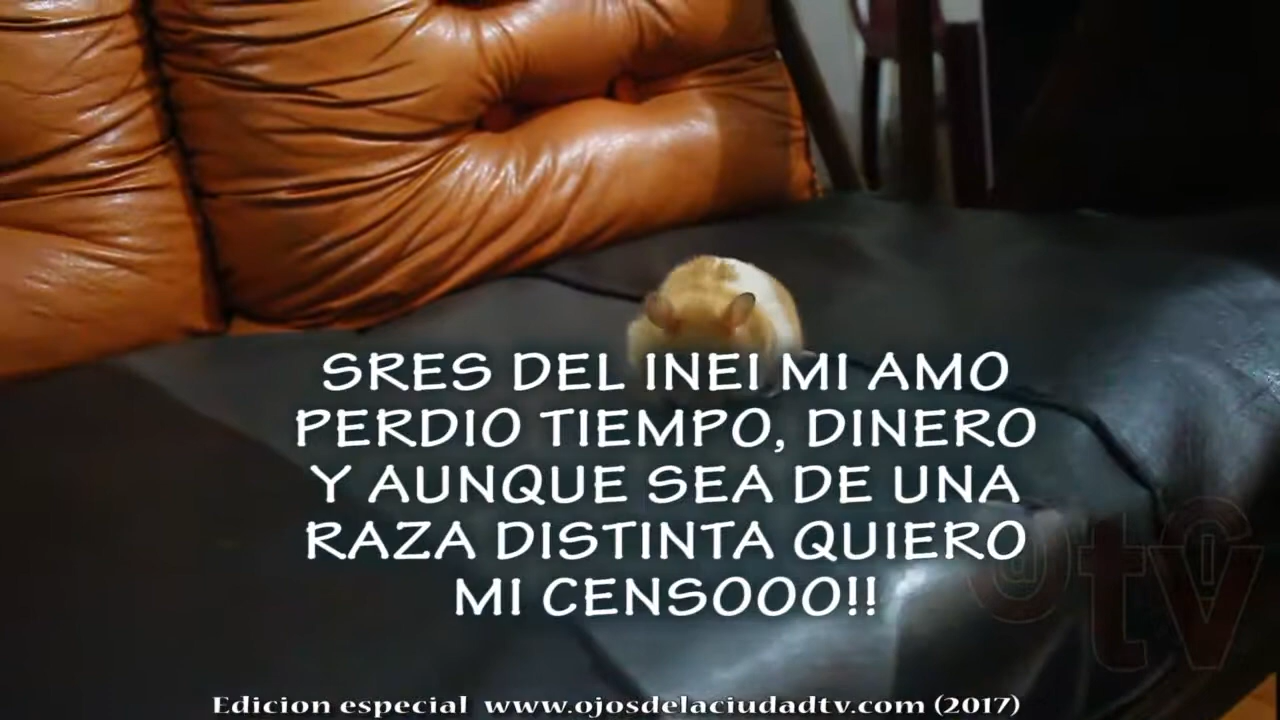 SRES DEL INEI MI AMO
PERDIO TIEMPO, DINERO
Y AUNQUE SEA DE UNA
RAZA DISTINTA QUIERO
MI CENSOOO!!
otv
Edicion especial www.ojosdelaciudadtv.com (2017)